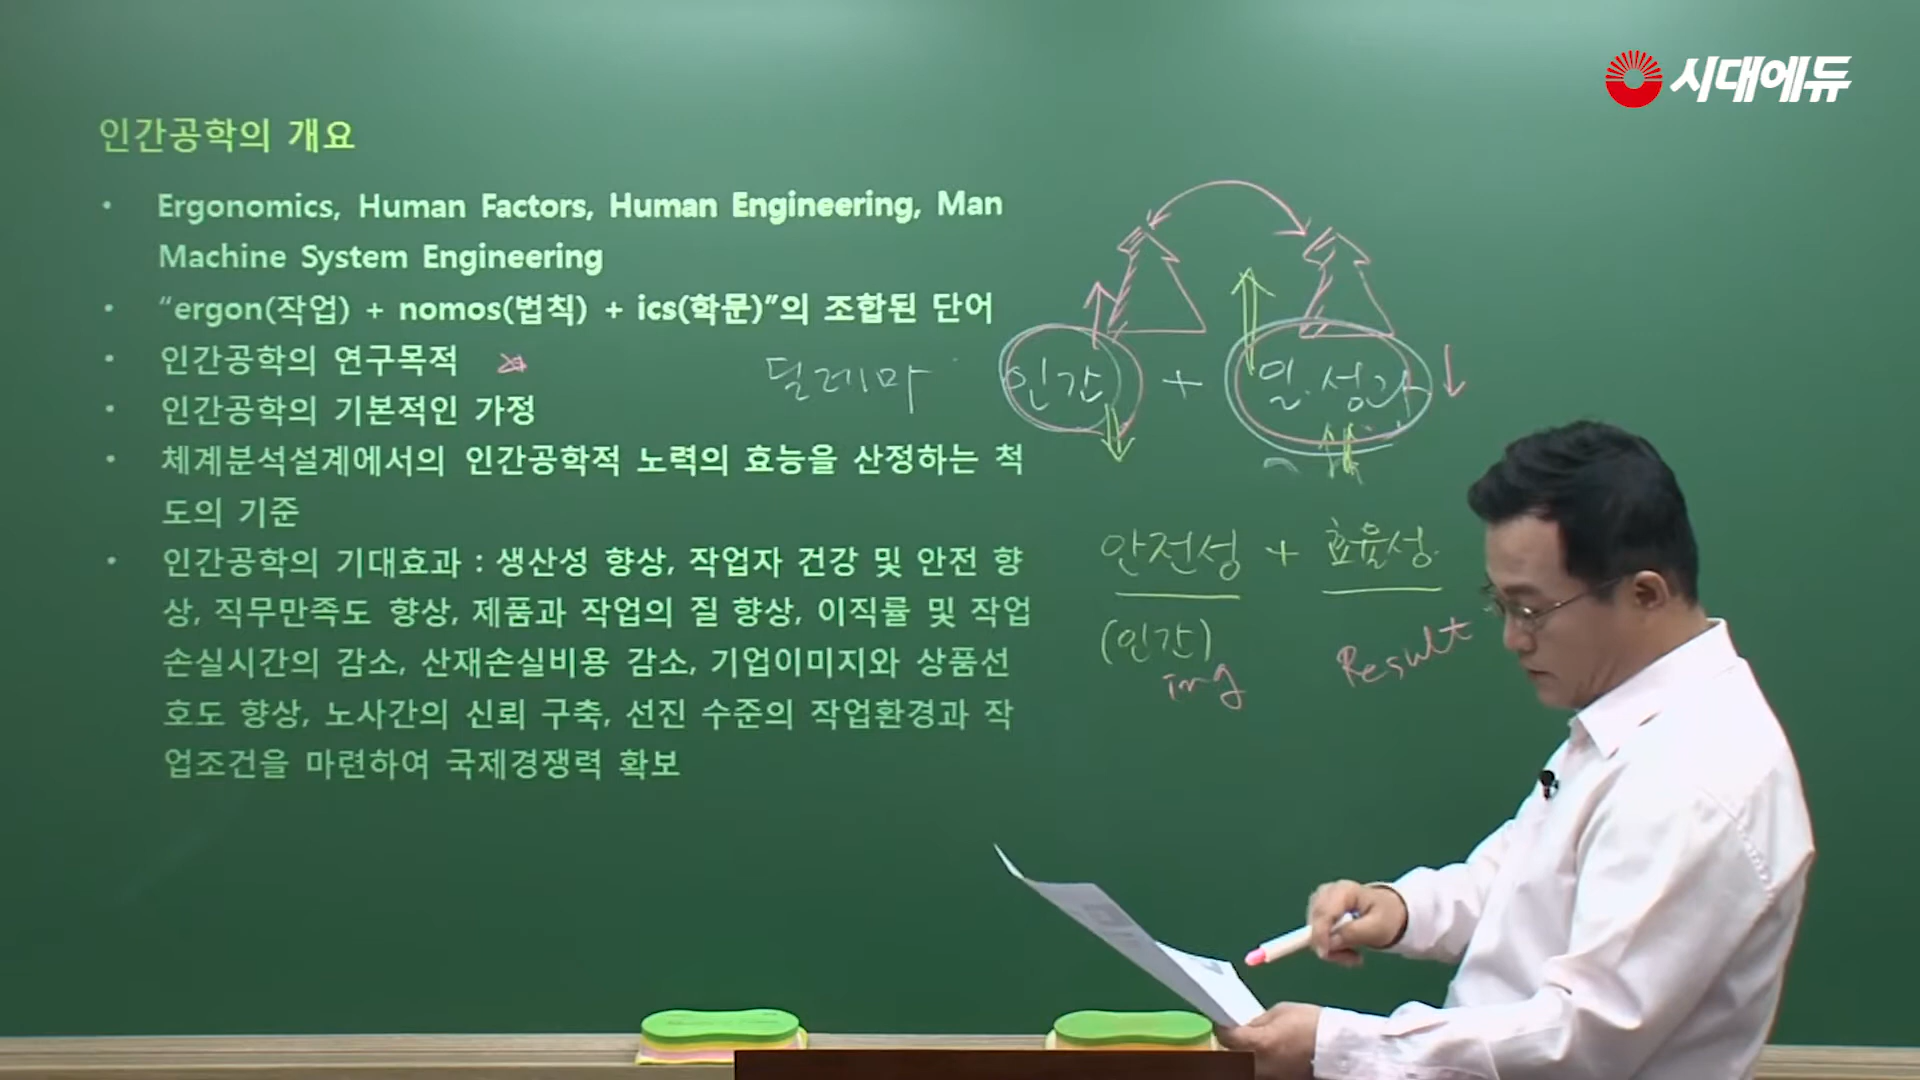 시대에듀
인간공학의 개요
• Ergonomics, Human Factors, Human Engineering, Man
Machine System Engineering
• “ergon(작업) + nomos(법칙) + ics(학문)”의 조합된 단어
• 인간공학의 연구목적
• 인간공학의 기본적인 가정
• 체계분석설계에서의 인간공학적 노력의 효능을 산정하는 척
도의 기준
• 인간공학의 기대효과 : 생산성 향상, 작업자 건강 및 안전 향
상, 직무만족도 향상, 제품과 작업의 질 향상, 이직률 및 작업
손실시간의 감소, 산재손실비용 감소, 기업이미지와 상품선
호도 향상, 노사간의 신뢰 구축, 선진 수준의 작업환경과 작
업조건을 마련하여 국제경쟁력 확보
딜레마
인간 + 일.성과
안전성 + 효율성
(인간)
ing
Result